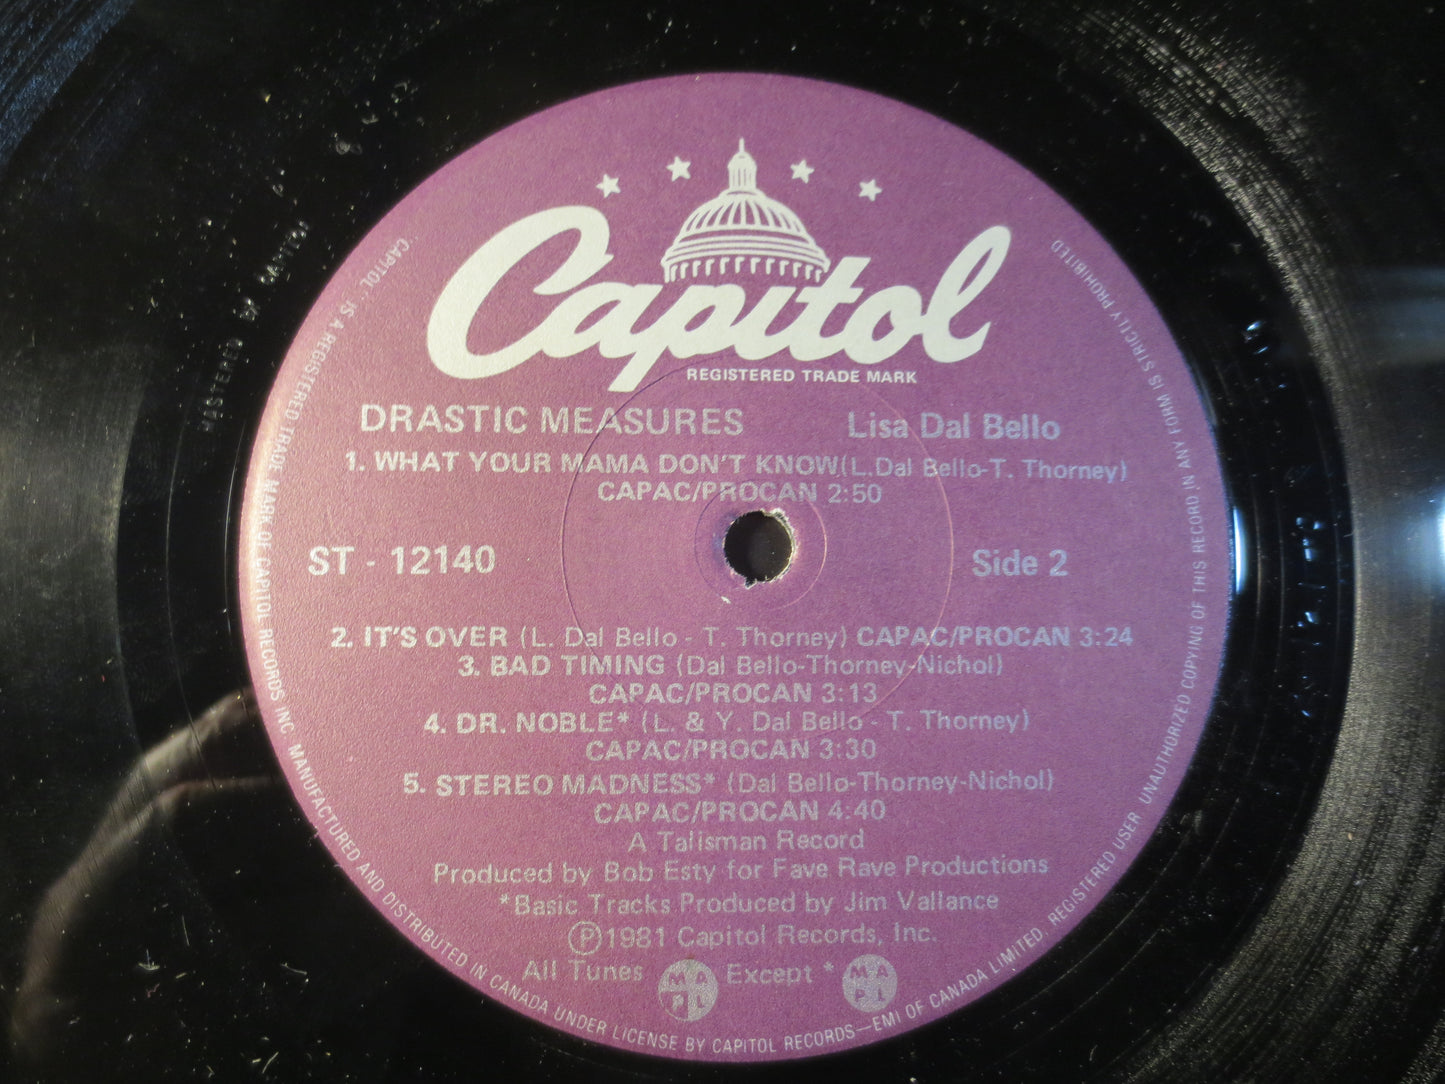 Capitol
REGISTERED TRADE MARK
DRASTIC MEASURES Lisa Dal Bello
1. WHAT YOUR MAMA DON'T KNOW(L.Dal Bello-T. Thorney)
CAPAC/PROCAN 2:50
ST - 12140 Side 2
2. IT'S OVER (L. Dal Bello - T. Thorney) CAPAC/PROCAN 3:24
3. BAD TIMING (Dal Bello-Thorney-Nichol)
CAPAC/PROCAN 3:13
4. DR. NOBLE* (L. & Y. Dal Bello - T. Thorney)
CAPAC/PROCAN 3:30
5. STEREO MADNESS* (Dal Bello-Thorney-Nichol)
CAPAC/PROCAN 4:40
A Talisman Record
Produced by Bob Esty for Fave Rave Productions
*Basic Tracks Produced by Jim Vallance
Ⓟ1981 Capitol Records, Inc.
All Tunes MAPL Except * MAPL
"CAPITOL" IS A REGISTERED TRADE MARK OF CAPITOL RECORDS INC. MANUFACTURED AND DISTRIBUTED IN CANADA UNDER LICENSE BY CAPITOL RECORDS—EMI OF CANADA LIMITED. REGISTERED USER. UNAUTHORIZED COPYING OF THIS RECORD IN ANY FORM IS STRICTLY PROHIBITED
MASTERED BY CAPITOL